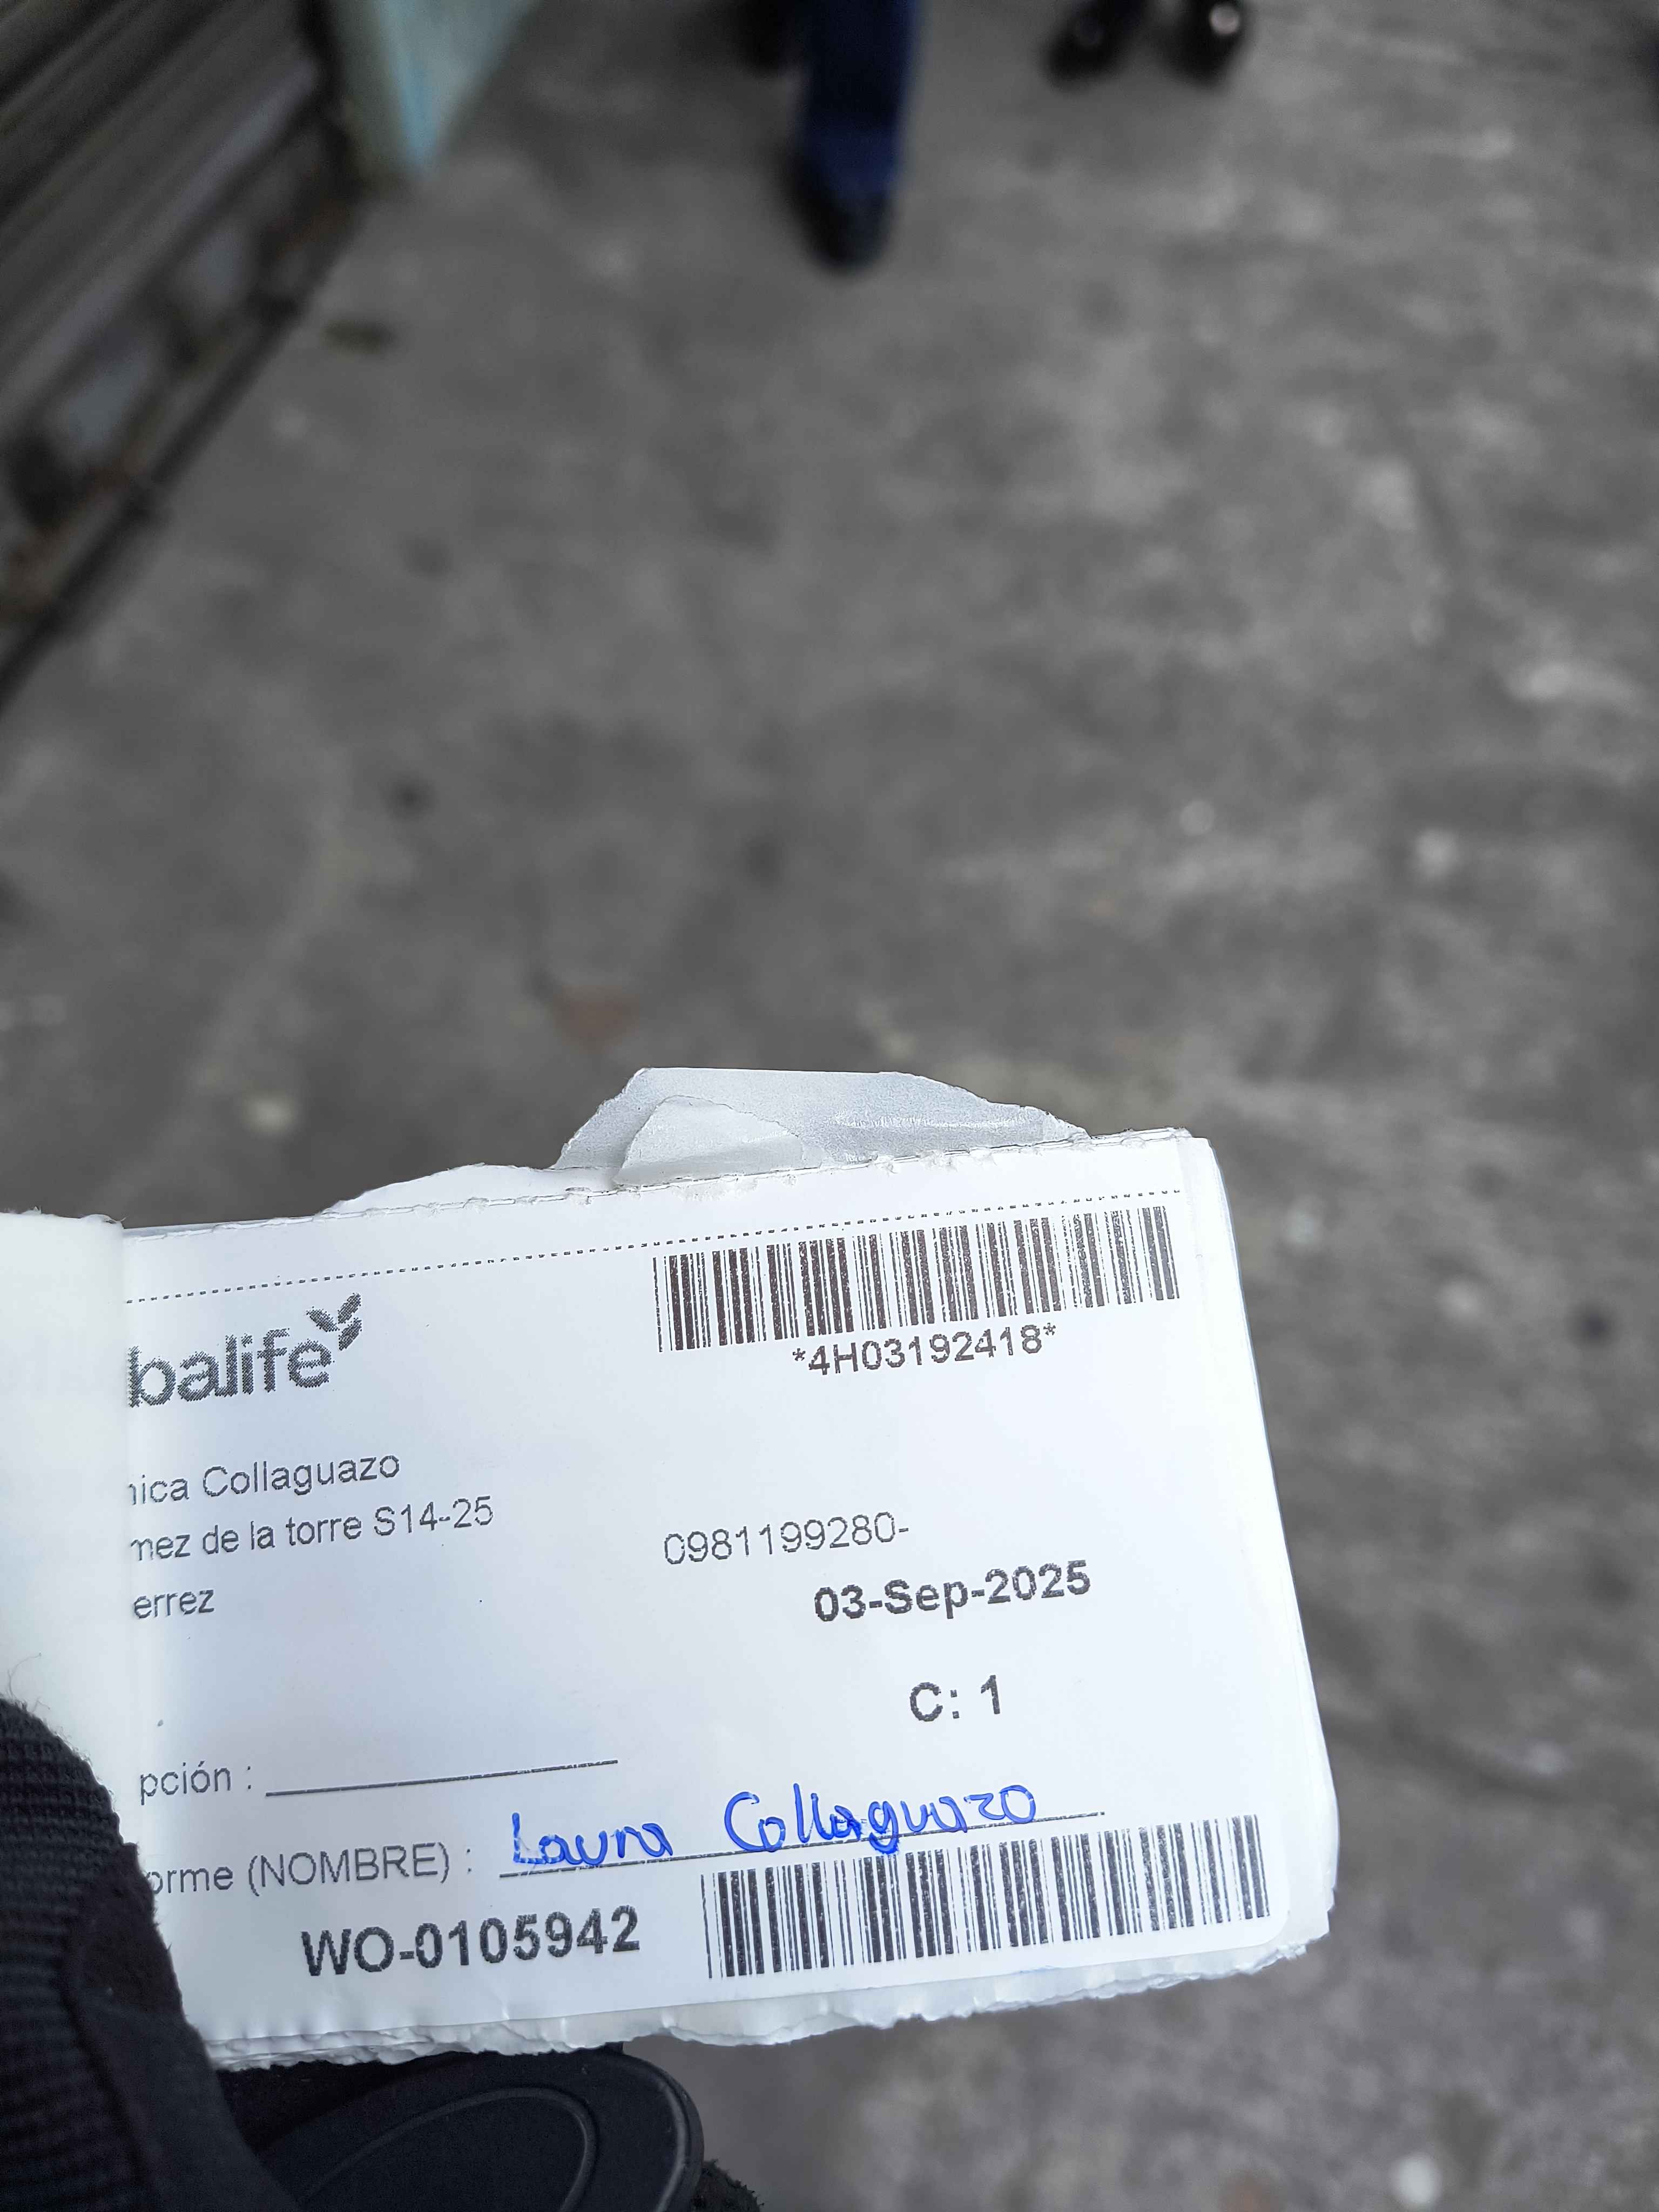 balife
*4H03192418*
nica Collaguazo
mez de la torre S14-25
0981199280-
errez
03-Sep-2025
C: 1
pción :
orme (NOMBRE) : Laura Collaguazo
WO-0105942